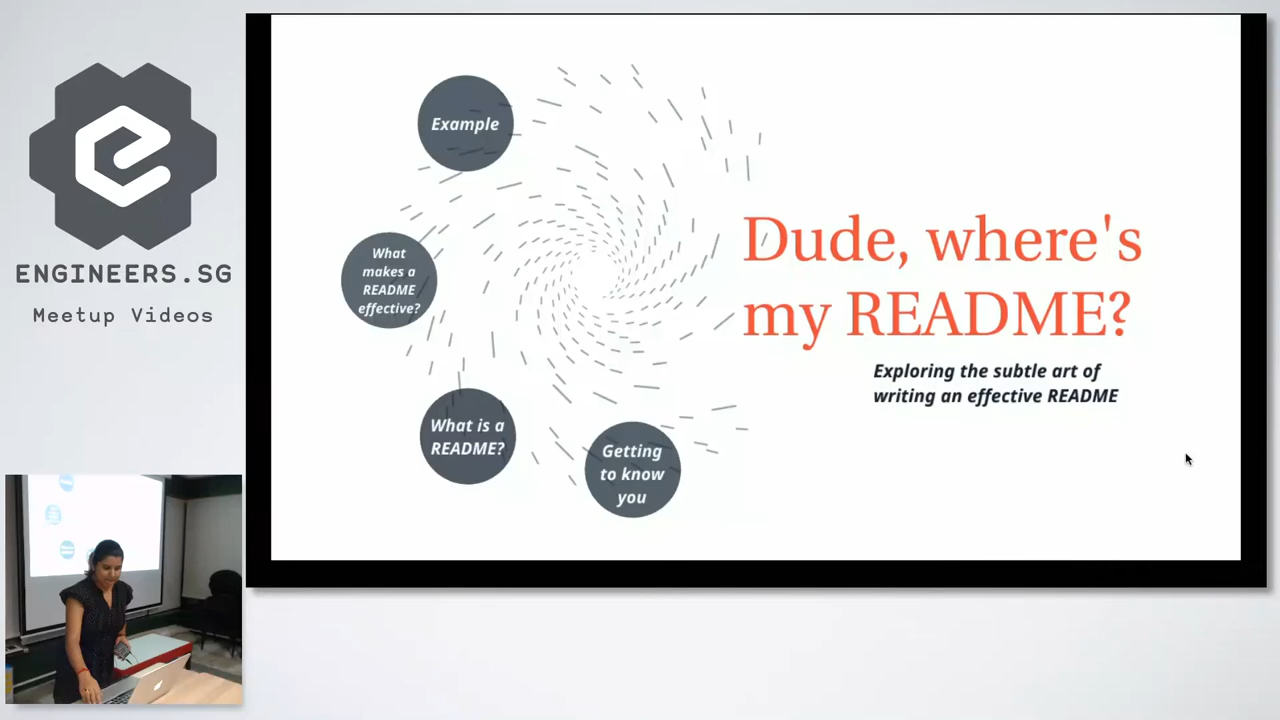 ENGINEERS.SG
Meetup Videos
Example
What
makes a
README
effective?
What is a
README?
Getting
to know
you
Dude, where's
my README?
Exploring the subtle art of
writing an effective README